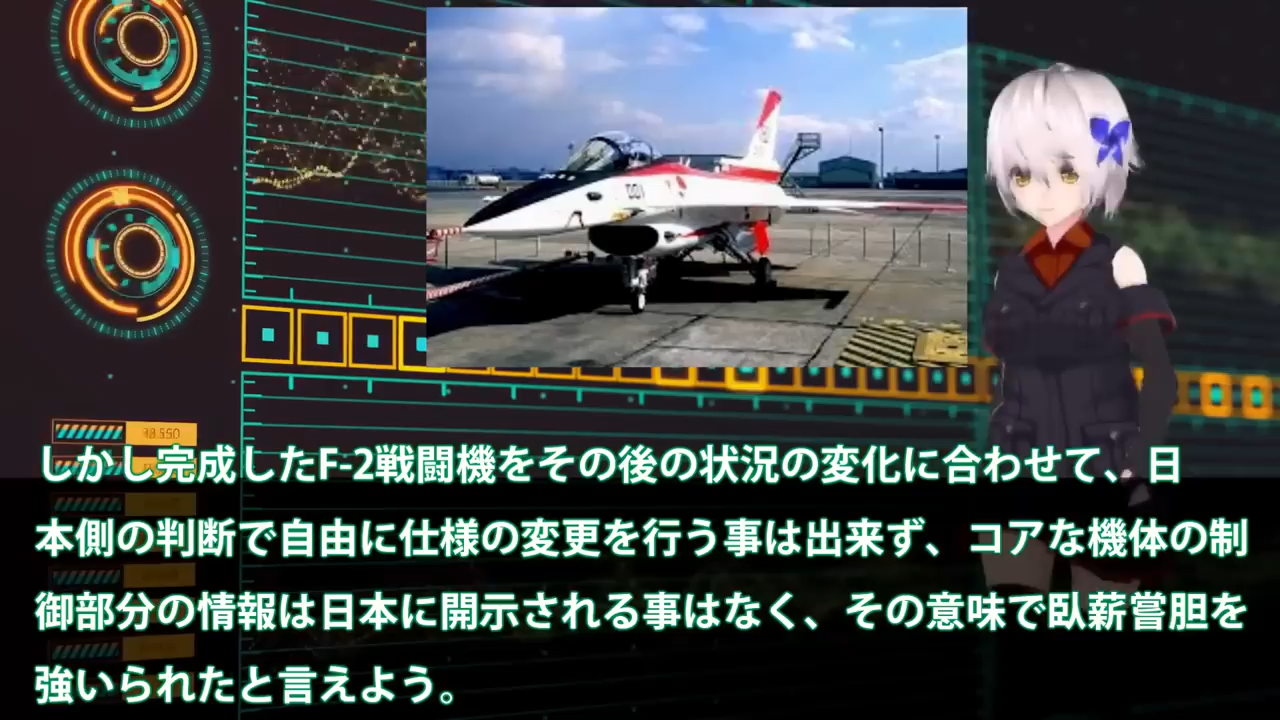 001
しかし完成したF-2戦闘機をその後の状況の変化に合わせて、日
本側の判断で自由に仕様の変更を行う事は出来ず、コアな機体の制
御部分の情報は日本に開示される事はなく、その意味で臥薪嘗胆を
強いられたと言えよう。